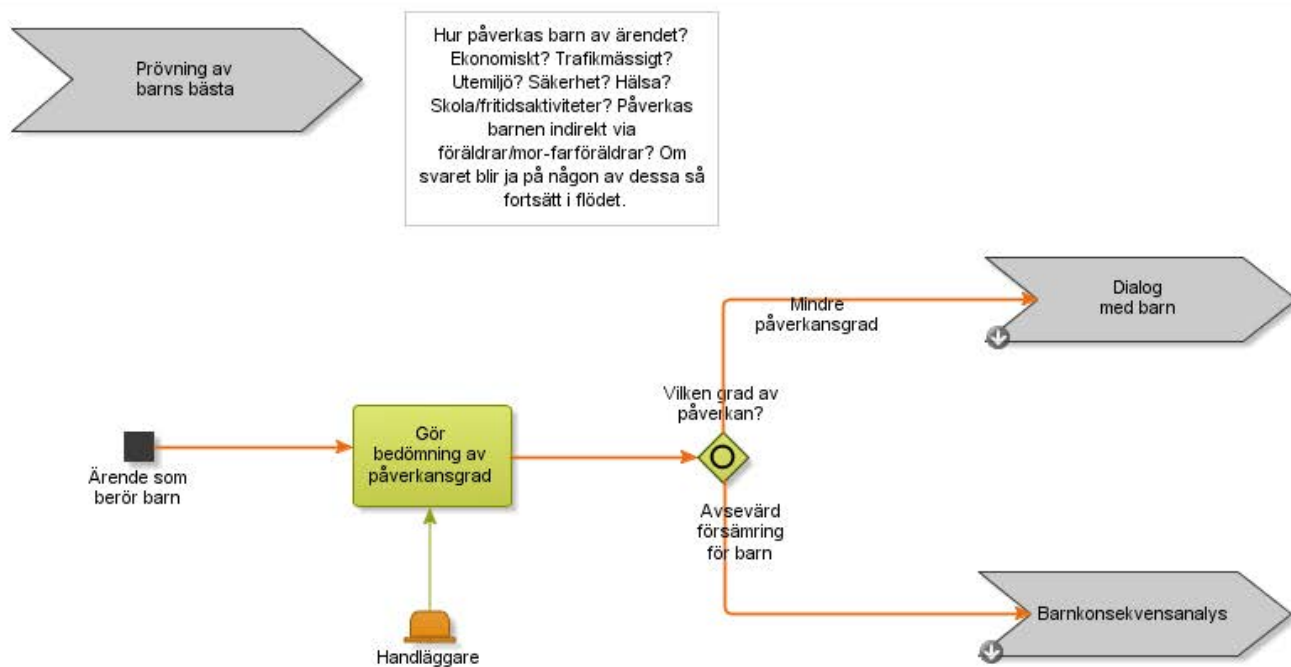 Prövning av
barns bästa
Hur påverkas barn av ärendet?
Ekonomiskt? Trafikmässigt?
Utemiljö? Säkerhet? Hälsa?
Skola/fritidsaktiviteter? Påverkas
barnen indirekt via
föräldrar/mor-farföräldrar? Om
svaret blir ja på någon av dessa så
fortsätt i flödet.
Dialog
med barn
Mindre
påverkansgrad
Vilken grad av
påverkan?
Gör
bedömning av
påverkansgrad
Ärende som
berör barn
Avsevärd
försämring
för barn
Barnkonsekvensanalys
Handläggare